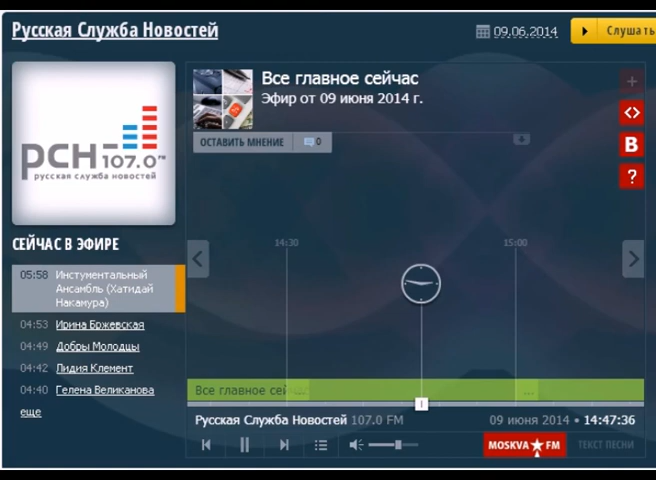 Русская Служба Новостей
09.06.2014
Слушать
Все главное сейчас
Эфир от 09 июня 2014 г.
ОСТАВИТЬ МНЕНИЕ 0
B
?
РСН 107.0 ™
русская служба новостей
СЕЙЧАС В ЭФИРЕ
05:58 Инстументальный
Ансамбль (Хатидай
Накамура)
04:53 Ирина Бржевская
04:49 Добры Молодцы
04:42 Лидия Клемент
04:40 Гелена Великанова
еще
14:30
15:00
Все главное сейчас
...
Русская Служба Новостей 107.0 FM
09 июня 2014 • 14:47:36
MOSKVA FM
ТЕКСТ ПЕСНИ